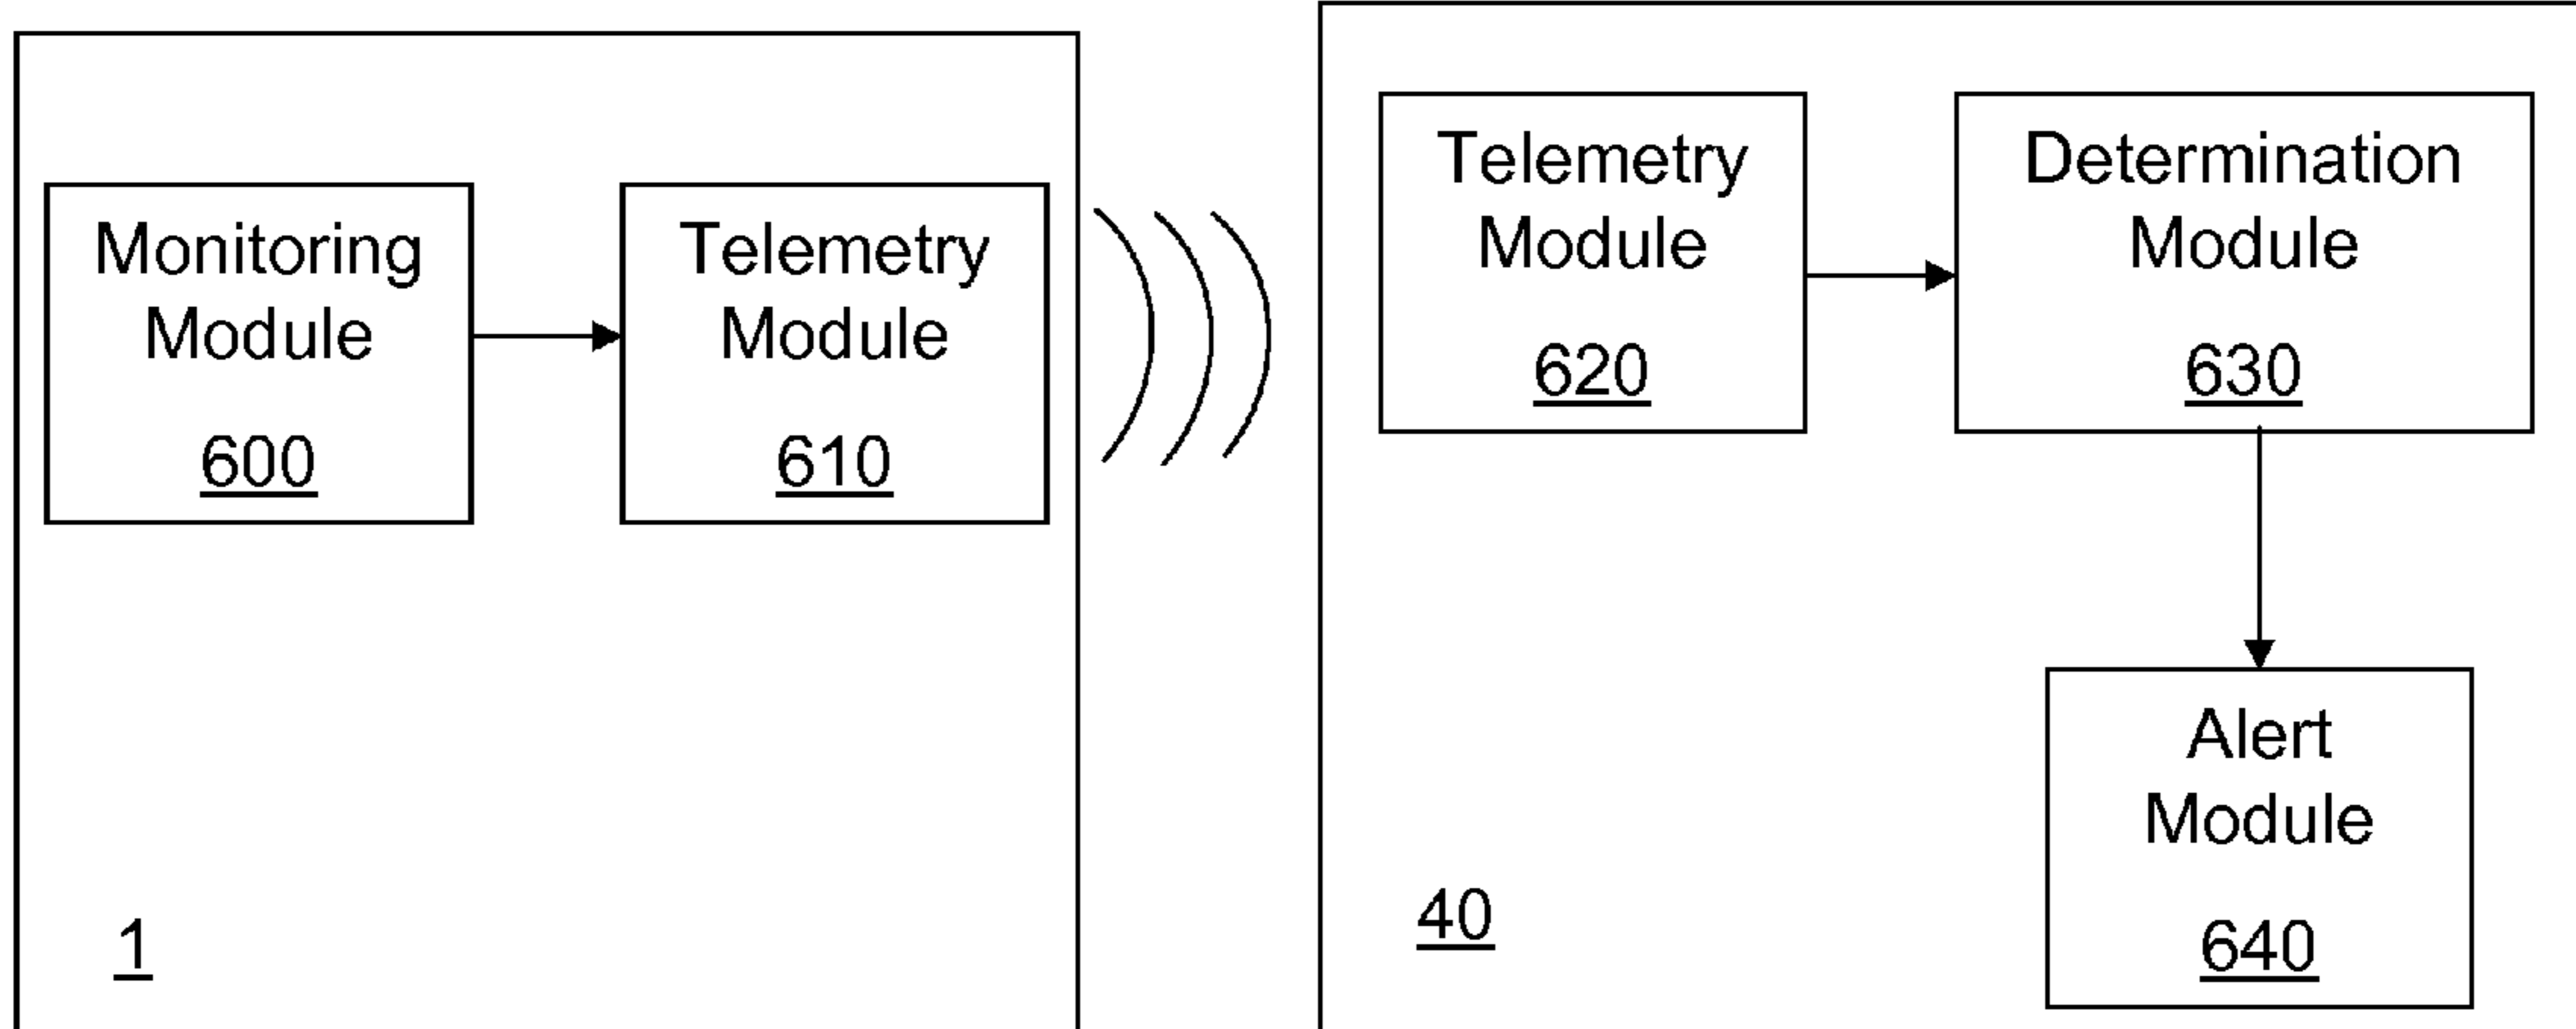 Monitoring
Module
600
Telemetry
Module
610
1
Telemetry
Module
620
Determination
Module
630
Alert
Module
640
40